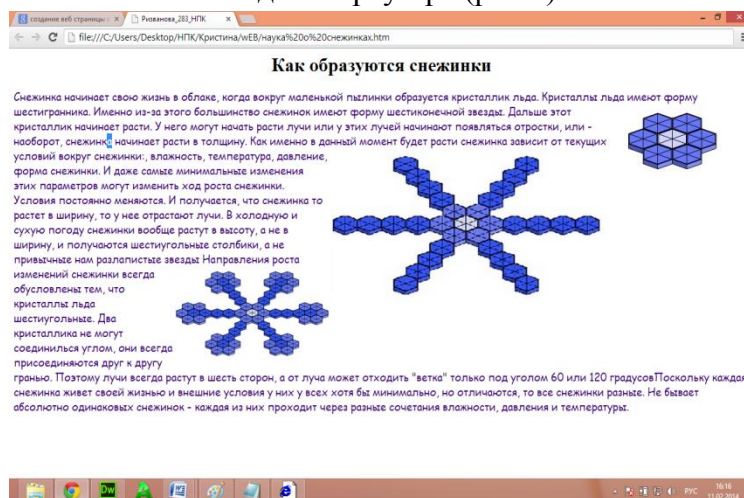 создание веб страницы
Ризванова_283_НПК
file:///C:/Users/Desktop/НПК/Кристина/wEB/наука%20о%20снежинках.htm
Как образуются снежинки
Снежинка начинает свою жизнь в облаке, когда вокруг маленькой пылинки образуется кристаллик льда. Кристаллы льда имеют форму
шестигранника. Именно из-за этого большинство снежинок имеют форму шестиконечной звезды. Дальше этот
кристаллик начинает расти. У него могут начать расти лучи или у этих лучей начинают появляться отростки, или -
наоборот, снежинка начинает расти в толщину. Как именно в данный момент будет расти снежинка зависит от текущих
условий вокруг снежинки:, влажность, температура, давление,
форма снежинки. И даже самые минимальные изменения
этих параметров могут изменить ход роста снежинки.
Условия постоянно меняются. И получается, что снежинка то
растет в ширину, то у нее отрастают лучи. В холодную и
сухую погоду снежинки вообще растут в высоту, а не в
ширину, и получаются шестиугольные столбики, а не
привычные нам разлапистые звезды Направления роста
изменений снежинки всегда
обусловлены тем, что
кристаллы льда
шестиугольные. Два
кристаллика не могут
соединилься углом, они всегда
присоединяются друг к другу
гранью. Поэтому лучи всегда растут в шесть сторон, а от луча может отходить "ветка" только под уголом 60 или 120 градусовПоскольку каждая
снежинка живет своей жизнью и внешние условия у них у всех хотя бы минимально, но отличаются, то все снежинки разные. Не бывает
абсолютно одинаковых снежинок - каждая из них проходит через разные сочетания влажности, давления и температуры.
Dw
РУС
16:16
11.02.2014